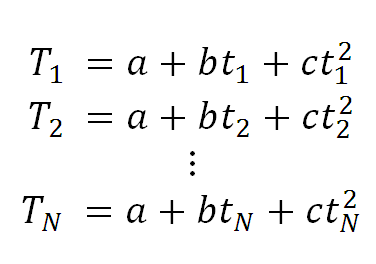 T₁ = a + bt₁ + ct₁²
T₂ = a + bt₂ + ct₂²
⋮
T_N = a + bt_N + ct_N²